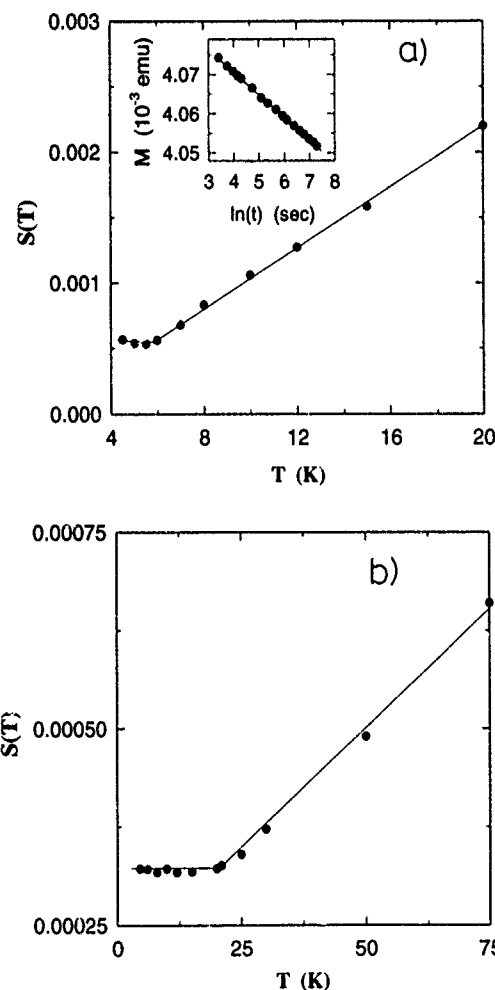 0.003
0.002
0.001
0.000
S(T)
a)
M (10⁻³ emu)
4.07
4.06
4.05
3 4 5 6 7 8
ln(t) (sec)
4 8 12 16 20
T (K)
b)
0.00075
0.00050
0.00025
S(T)
0 25 50 75
T (K)